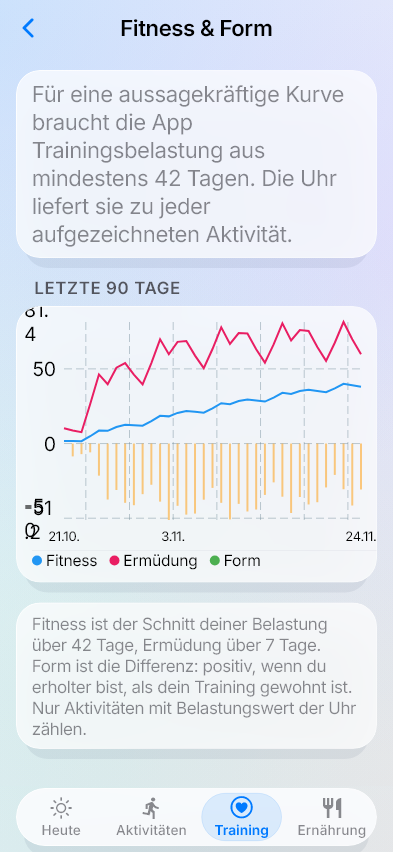 Fitness & Form
Für eine aussagekräftige Kurve
braucht die App
Trainingsbelastung aus
mindestens 42 Tagen. Die Uhr
liefert sie zu jeder
aufgezeichneten Aktivität.
LETZTE 90 TAGE
81.
4
50
0
21.10.
3.11.
24.11.
Fitness Ermüdung Form
Fitness ist der Schnitt deiner Belastung
über 42 Tage, Ermüdung über 7 Tage.
Form ist die Differenz: positiv, wenn du
erholter bist, als dein Training gewohnt ist.
Nur Aktivitäten mit Belastungswert der Uhr
zählen.
Heute Aktivitäten Training Ernährung